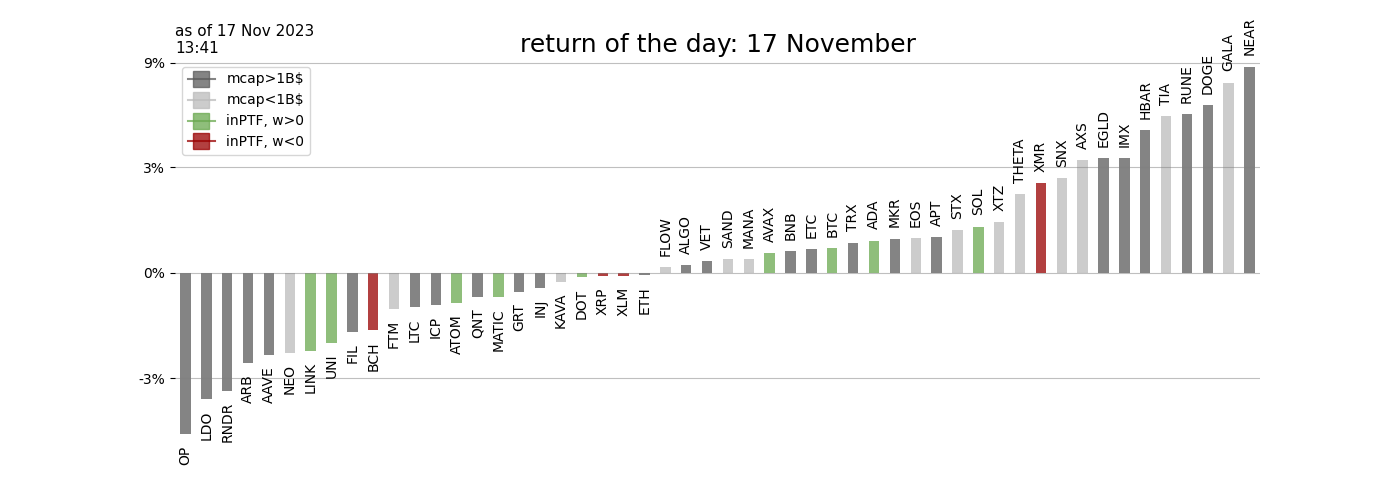 as of 17 Nov 2023
13:41
return of the day: 17 November
9%
3%
0%
-3%
mcap>1B$
mcap<1B$
inPTF, w>0
inPTF, w<0
OP
LDO
RNDR
ARB
AAVE
NEO
LINK
UNI
FIL
BCH
FTM
LTC
ICP
ATOM
QNT
MATIC
GRT
INJ
KAVA
DOT
XRP
XLM
ETH
FLOW
ALGO
VET
SAND
MANA
AVAX
BNB
ETC
BTC
TRX
ADA
MKR
EOS
APT
STX
SOL
XTZ
THETA
XMR
SNX
AXS
EGLD
IMX
HBAR
TIA
RUNE
DOGE
GALA
NEAR